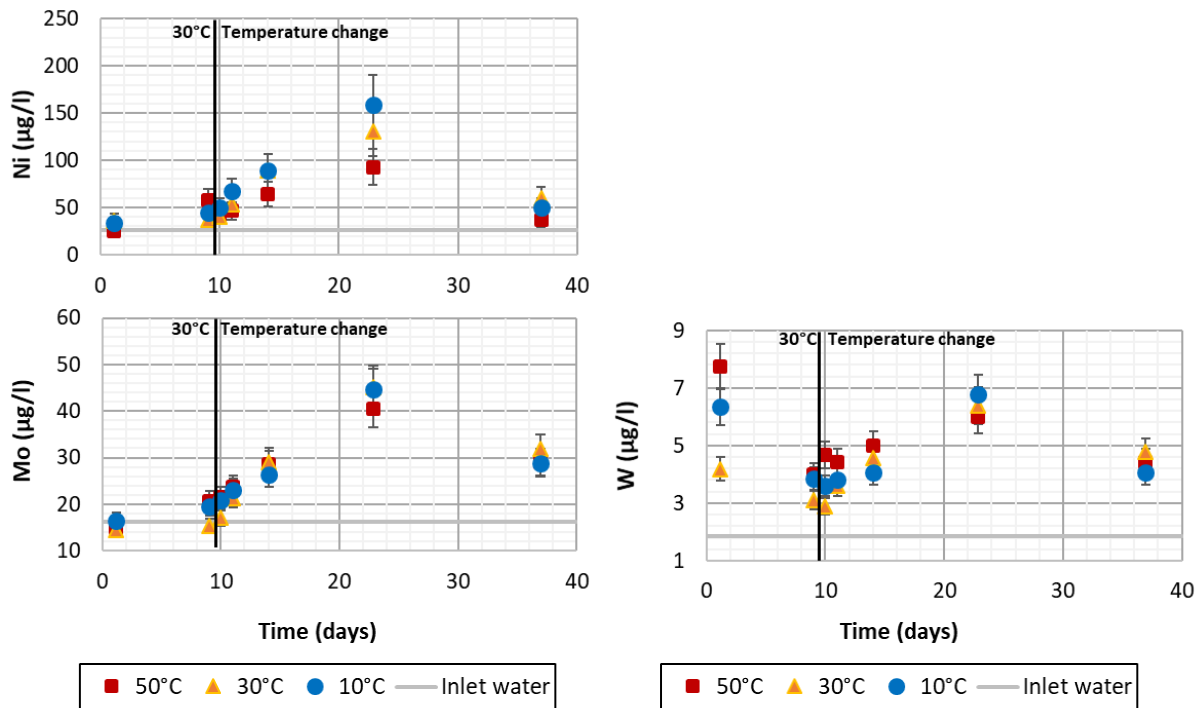 250
200
150
100
50
0
Ni (µg/l)
30°C Temperature change
0 10 20 30 40
60
50
40
30
20
10
Mo (µg/l)
30°C Temperature change
0 10 20 30 40
Time (days)
50°C 30°C 10°C Inlet water
9
7
5
3
1
W (µg/l)
30°C Temperature change
0 10 20 30 40
Time (days)
50°C 30°C 10°C Inlet water